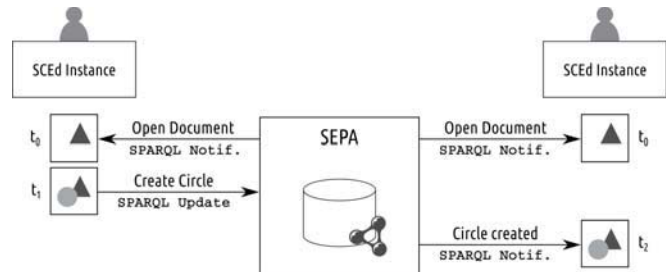 SCEd Instance
SCEd Instance
t0
Open Document
SPARQL Notif.
SEPA
Open Document
SPARQL Notif.
t0
t1
Create Circle
SPARQL Update
Circle created
SPARQL Notif.
t2